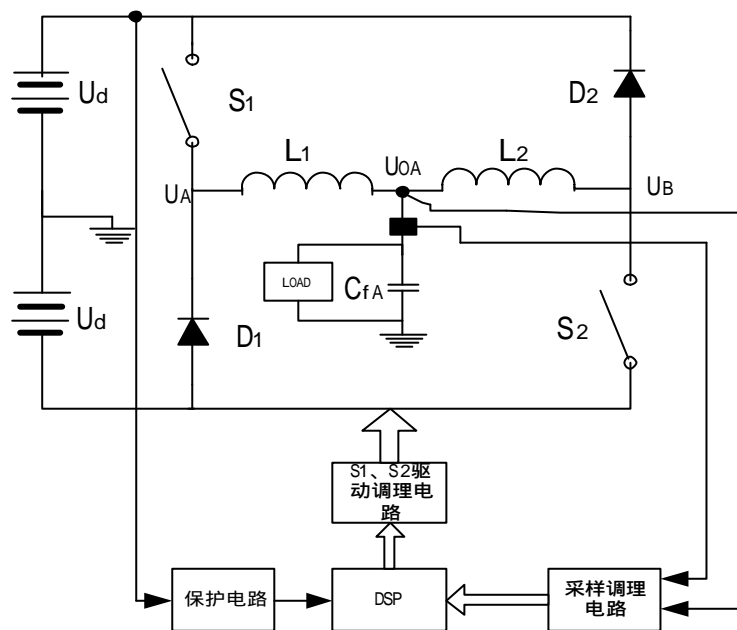 Ud
S1
D2
L1
UOA
L2
UA
UB
LOAD
CfA
Ud
D1
S2
S1、S2驱
动调理电
路
保护电路
DSP
采样调理
电路